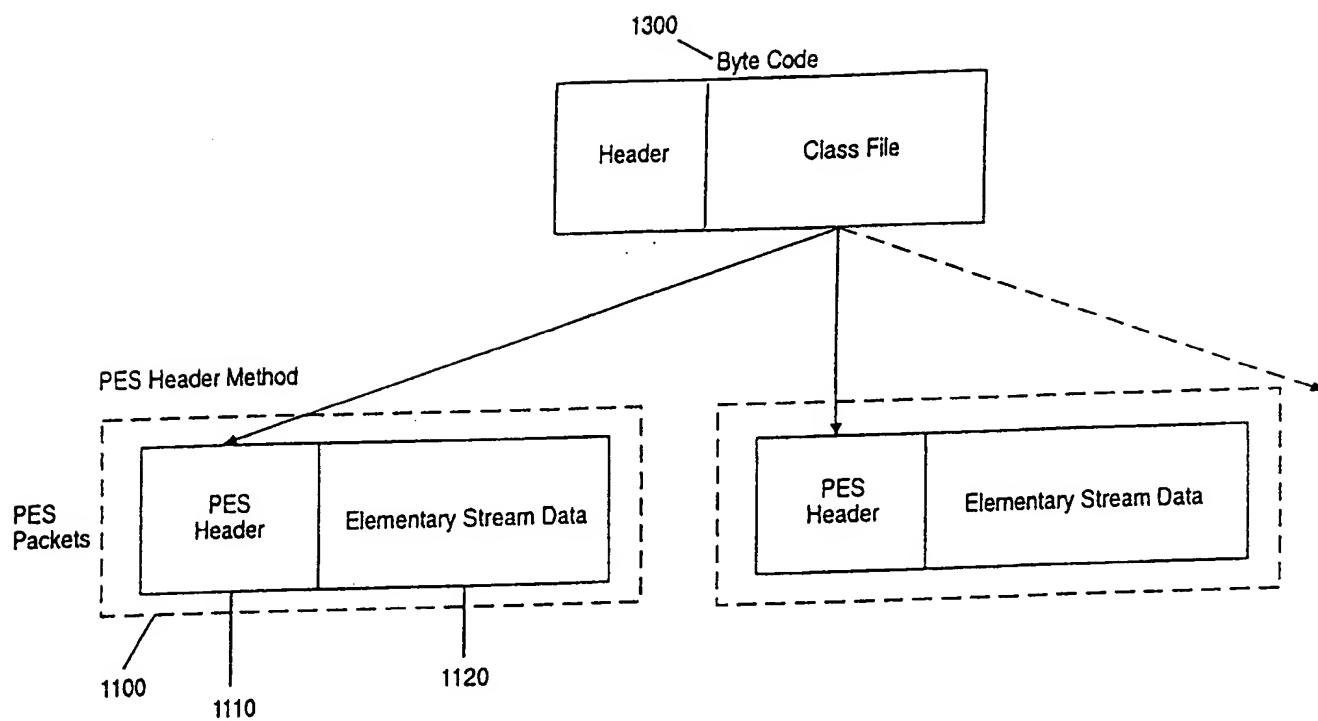 1300
Byte Code
Header
Class File
PES Header Method
PES
Packets
PES
Header
Elementary Stream Data
PES
Header
Elementary Stream Data
1100
1110
1120